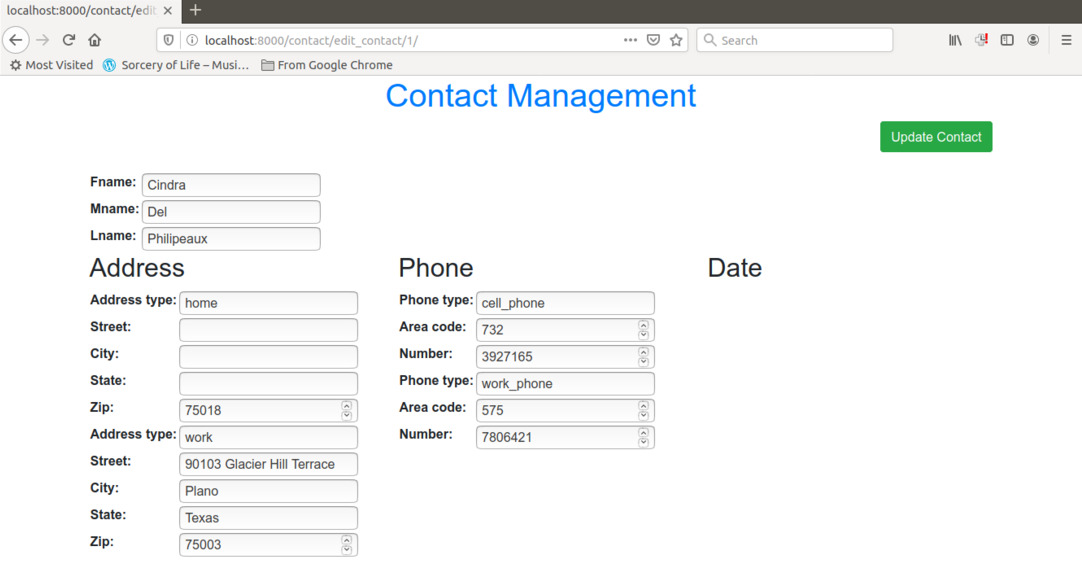 localhost:8000/contact/edit
localhost:8000/contact/edit_contact/1/
Search
Most Visited Sorcery of Life – Musi... From Google Chrome
Contact Management
Update Contact
Fname: Cindra
Mname: Del
Lname: Philipeaux
Address
Address type: home
Street:
City:
State:
Zip: 75018
Address type: work
Street: 90103 Glacier Hill Terrace
City: Plano
State: Texas
Zip: 75003
Phone
Phone type: cell_phone
Area code: 732
Number: 3927165
Phone type: work_phone
Area code: 575
Number: 7806421
Date